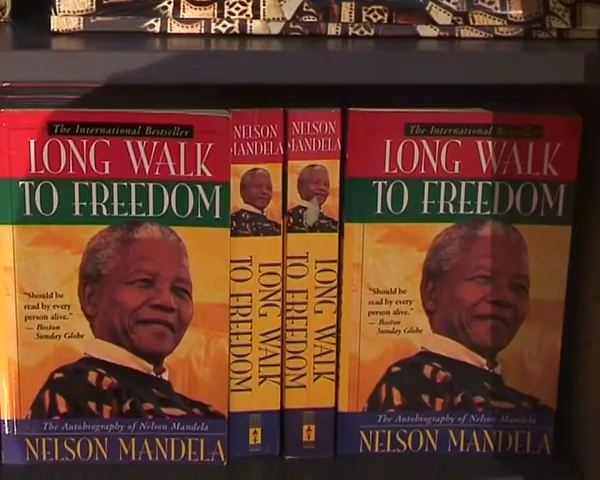 The International Bestseller
LONG WALK
TO FREEDOM
"Should be
read by every
person alive."
— Boston
Sunday Globe
The Autobiography of Nelson Mandela
NELSON MANDELA
NELSON
MANDELA
LONG WALK
TO FREEDOM
NELSON
MANDELA
LONG WALK
TO FREEDOM
The International Bestseller
LONG WALK
TO FREEDOM
"Should be
read by every
person alive."
— Boston
Sunday Globe
The Autobiography of Nelson Mandela
NELSON MANDELA